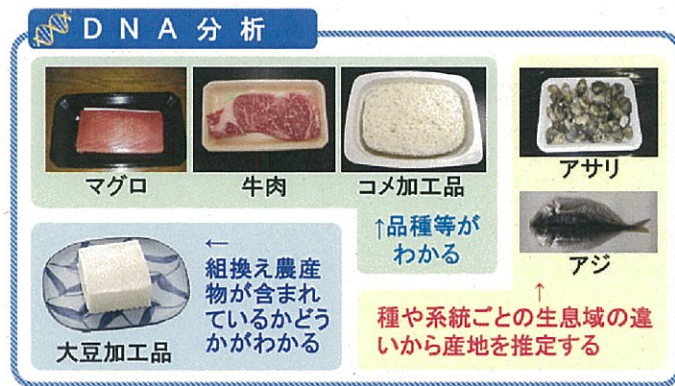 DNA分析
マグロ
牛肉
コメ加工品
↑品種等が
わかる
アサリ
アジ
↑
種や系統ごとの生息域の違
いから産地を推定する
大豆加工品
←
組換え農産
物が含まれ
ているかどう
かがわかる